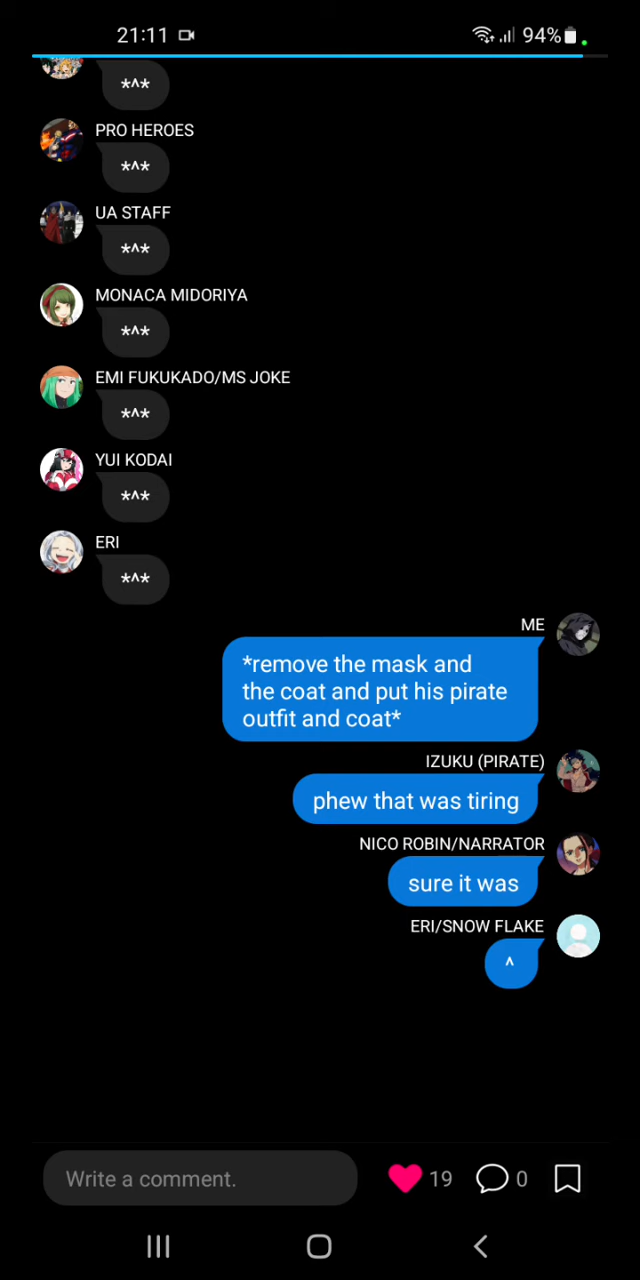 21:11
94%
*^*
PRO HEROES
*^*
UA STAFF
*^*
MONACA MIDORIYA
*^*
EMI FUKUKADO/MS JOKE
*^*
YUI KODAI
*^*
ERI
*^*
ME
*remove the mask and
the coat and put his pirate
outfit and coat*
IZUKU (PIRATE)
phew that was tiring
NICO ROBIN/NARRATOR
sure it was
ERI/SNOW FLAKE
^
Write a comment.
19
0